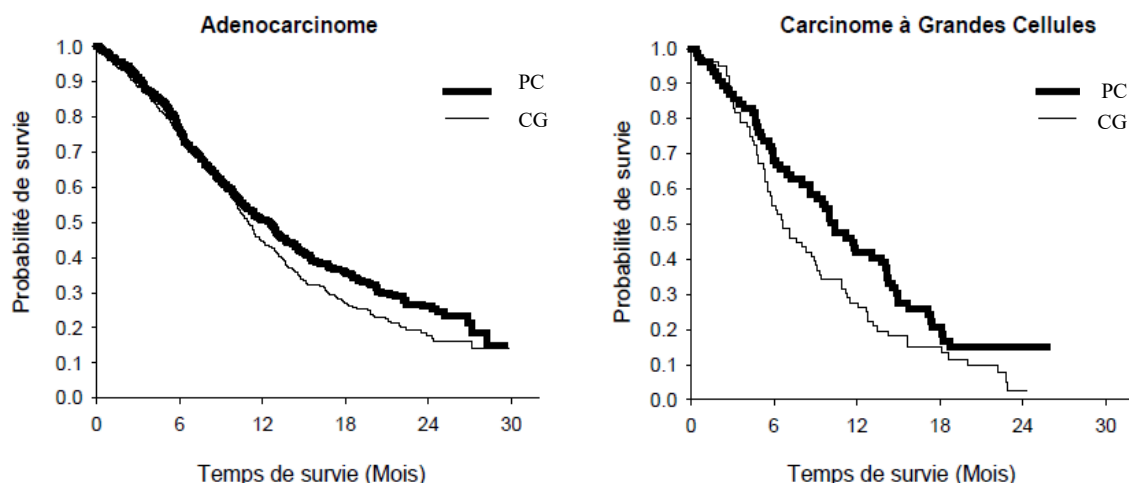 Adenocarcinome
Probabilité de survie
1.0
0.9
0.8
0.7
0.6
0.5
0.4
0.3
0.2
0.1
0.0
PC
CG
0 6 12 18 24 30
Temps de survie (Mois)
Carcinome à Grandes Cellules
Probabilité de survie
1.0
0.9
0.8
0.7
0.6
0.5
0.4
0.3
0.2
0.1
0.0
PC
CG
0 6 12 18 24 30
Temps de survie (Mois)